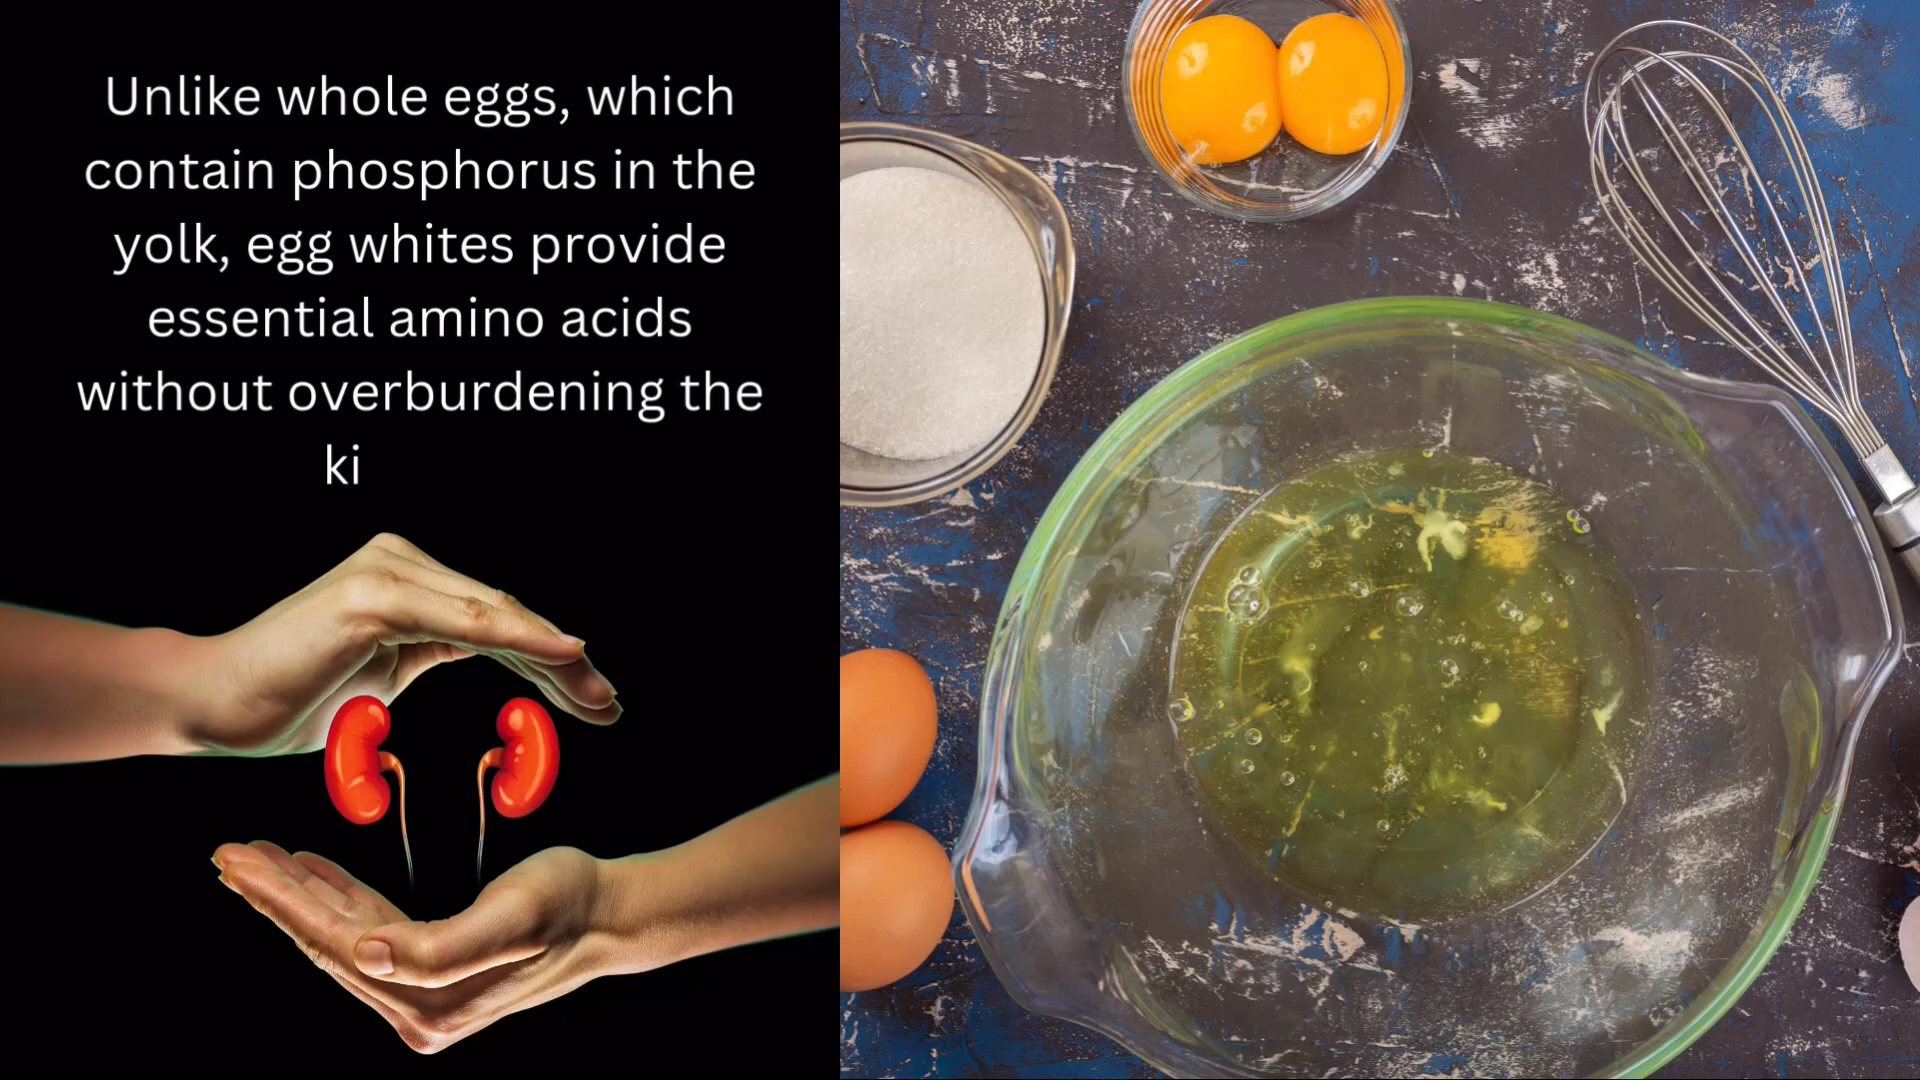 Unlike whole eggs, which
contain phosphorus in the
yolk, egg whites provide
essential amino acids
without overburdening the
ki